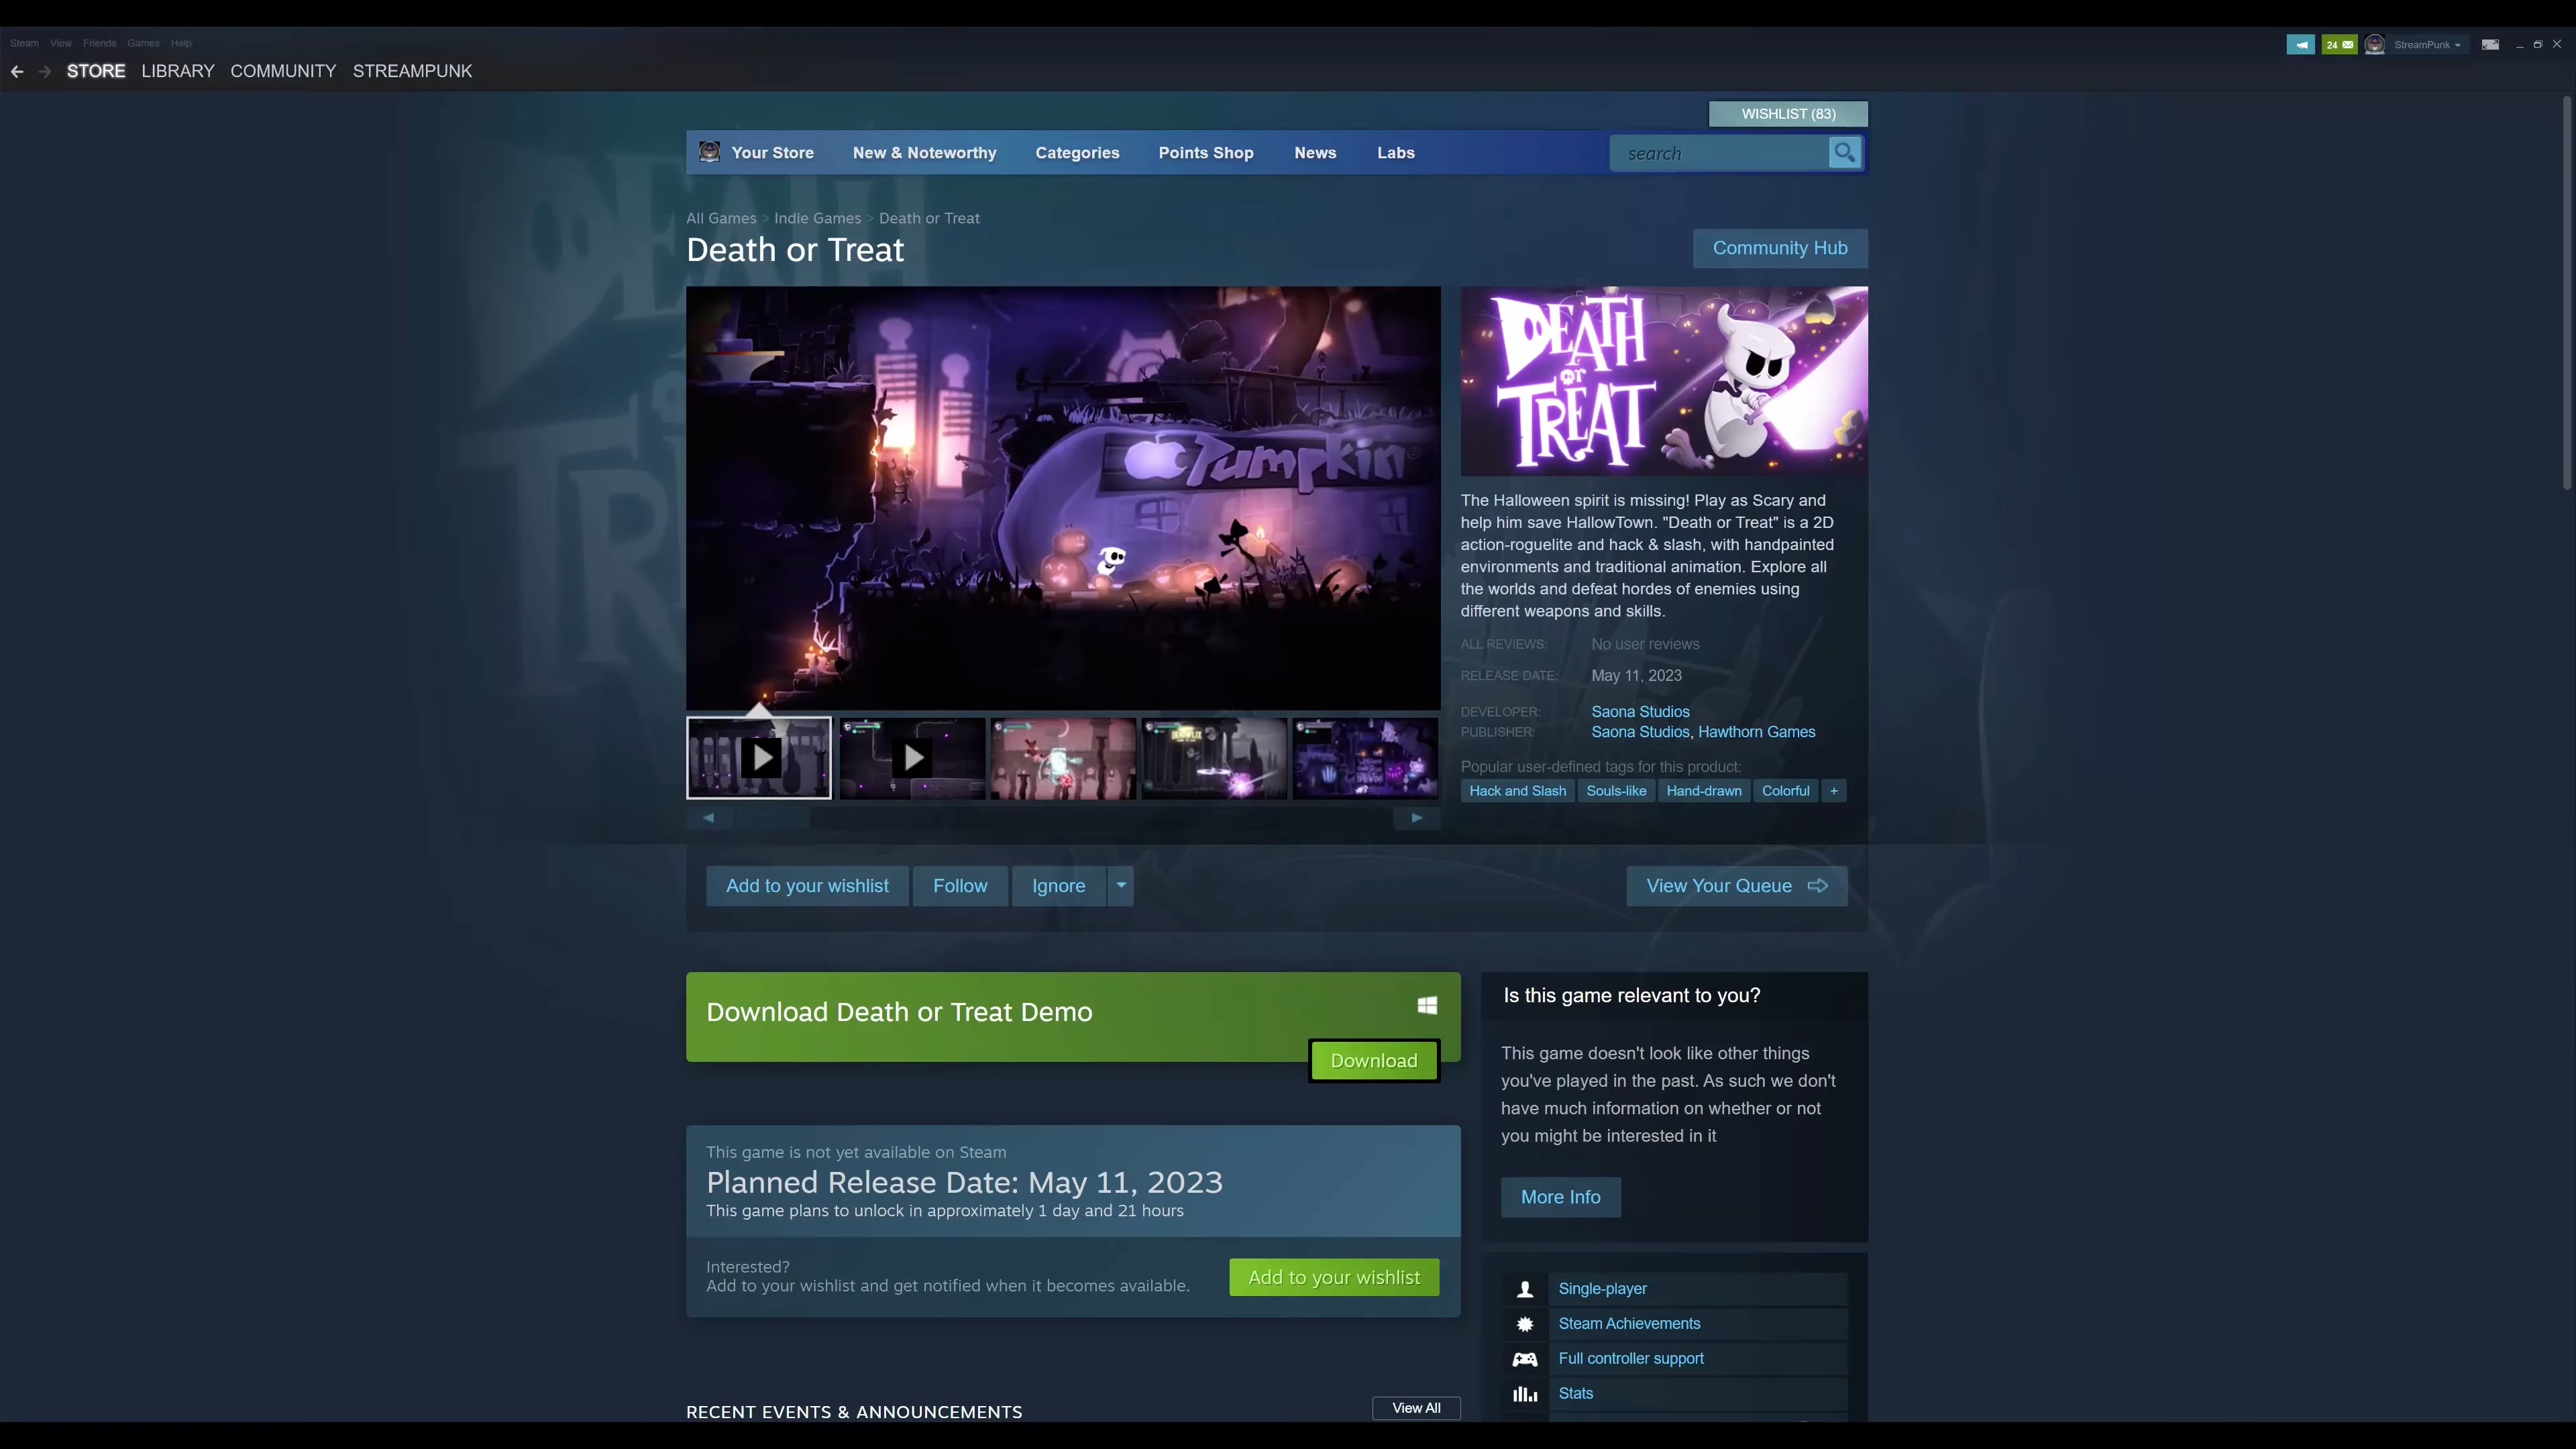 Steam View Friends Games Help
24 StreamPunk
STORE LIBRARY COMMUNITY STREAMPUNK
WISHLIST (83)
Your Store New & Noteworthy Categories Points Shop News Labs search
All Games > Indie Games > Death or Treat
Death or Treat
Community Hub
Pumpkin
DEATH
or
TREAT
The Halloween spirit is missing! Play as Scary and
help him save HallowTown. "Death or Treat" is a 2D
action-roguelite and hack & slash, with handpainted
environments and traditional animation. Explore all
the worlds and defeat hordes of enemies using
different weapons and skills.
ALL REVIEWS: No user reviews
RELEASE DATE: May 11, 2023
DEVELOPER: Saona Studios
PUBLISHER: Saona Studios, Hawthorn Games
Popular user-defined tags for this product:
Hack and Slash Souls-like Hand-drawn Colorful +
Add to your wishlist Follow Ignore
View Your Queue
Download Death or Treat Demo
Download
This game is not yet available on Steam
Planned Release Date: May 11, 2023
This game plans to unlock in approximately 1 day and 21 hours
Interested?
Add to your wishlist and get notified when it becomes available.
Add to your wishlist
Is this game relevant to you?
This game doesn't look like other things
you've played in the past. As such we don't
have much information on whether or not
you might be interested in it
More Info
Single-player
Steam Achievements
Full controller support
Stats
RECENT EVENTS & ANNOUNCEMENTS
View All